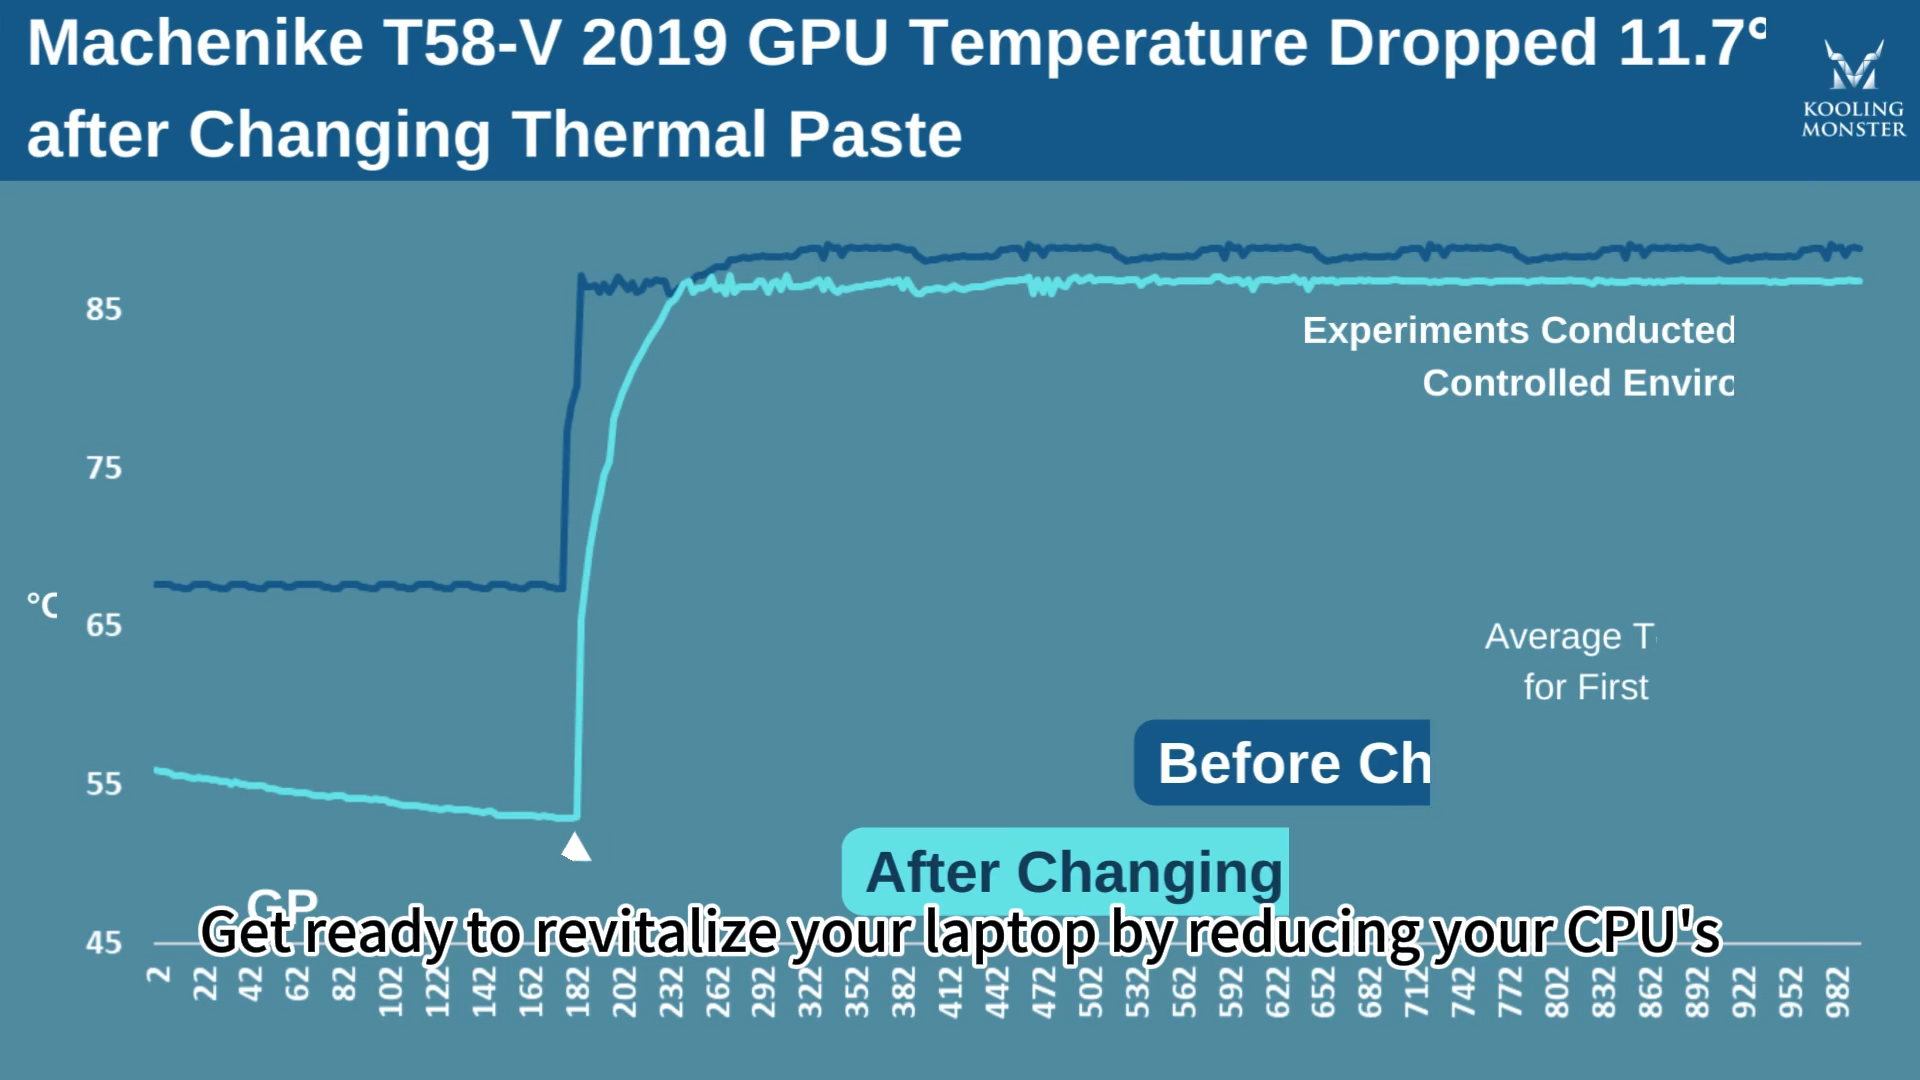 Machenike T58-V 2019 GPU Temperature Dropped 11.7°
after Changing Thermal Paste
KOOLING
MONSTER
85
75
65
55
45
°C
Experiments Conducted
Controlled Enviro
Average T
for First
Before Ch
After Changing
GP
Get ready to revitalize your laptop by reducing your CPU's
2 22 42 62 82 102 122 142 162 182 202 232 262 292 322 352 382 412 442 472 502 532 562 592 622 652 682 712 742 772 802 832 862 892 922 952 982